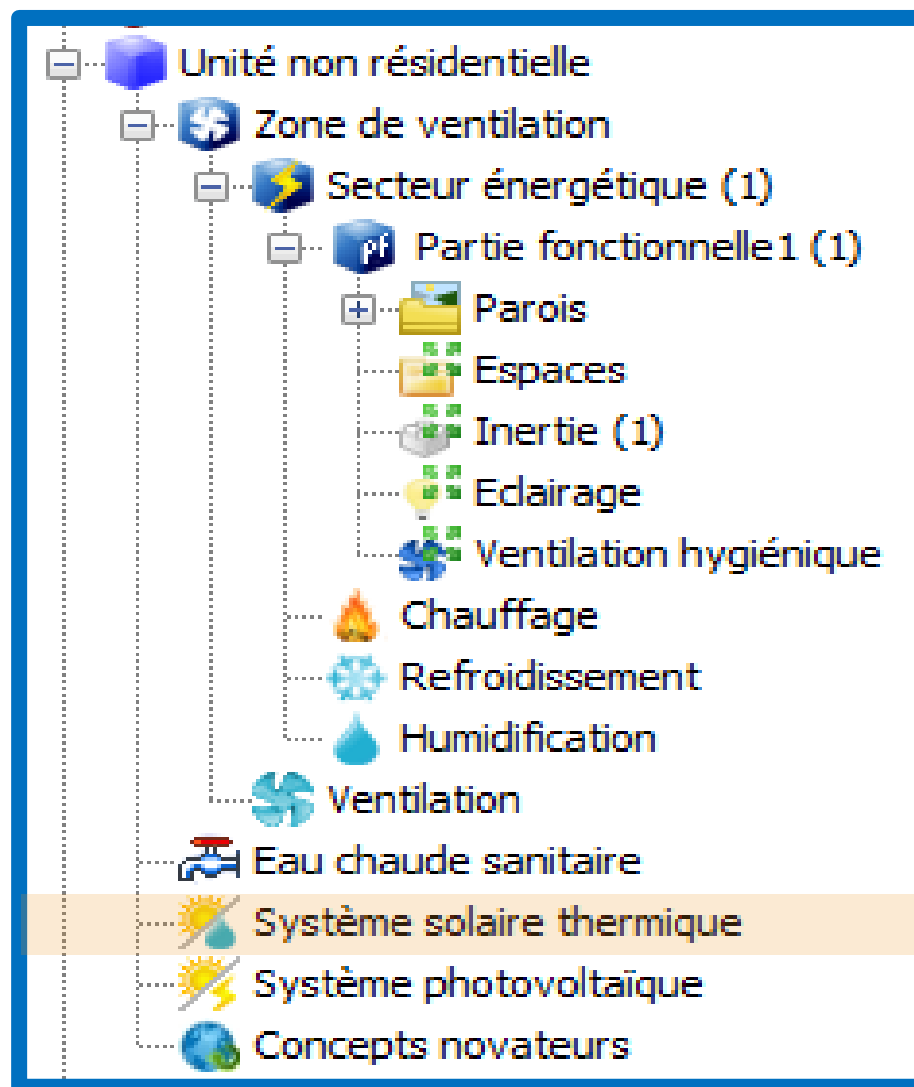 Unité non résidentielle
Zone de ventilation
Secteur énergétique (1)
pf Partie fonctionnelle1 (1)
Parois
Espaces
Inertie (1)
Eclairage
Ventilation hygiénique
Chauffage
Refroidissement
Humidification
Ventilation
Eau chaude sanitaire
Système solaire thermique
Système photovoltaïque
Concepts novateurs